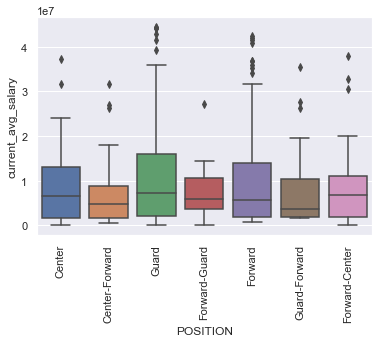 1e7
4
3
2
1
0
current_avg_salary
Center
Center-Forward
Guard
Forward-Guard
Forward
Guard-Forward
Forward-Center
POSITION